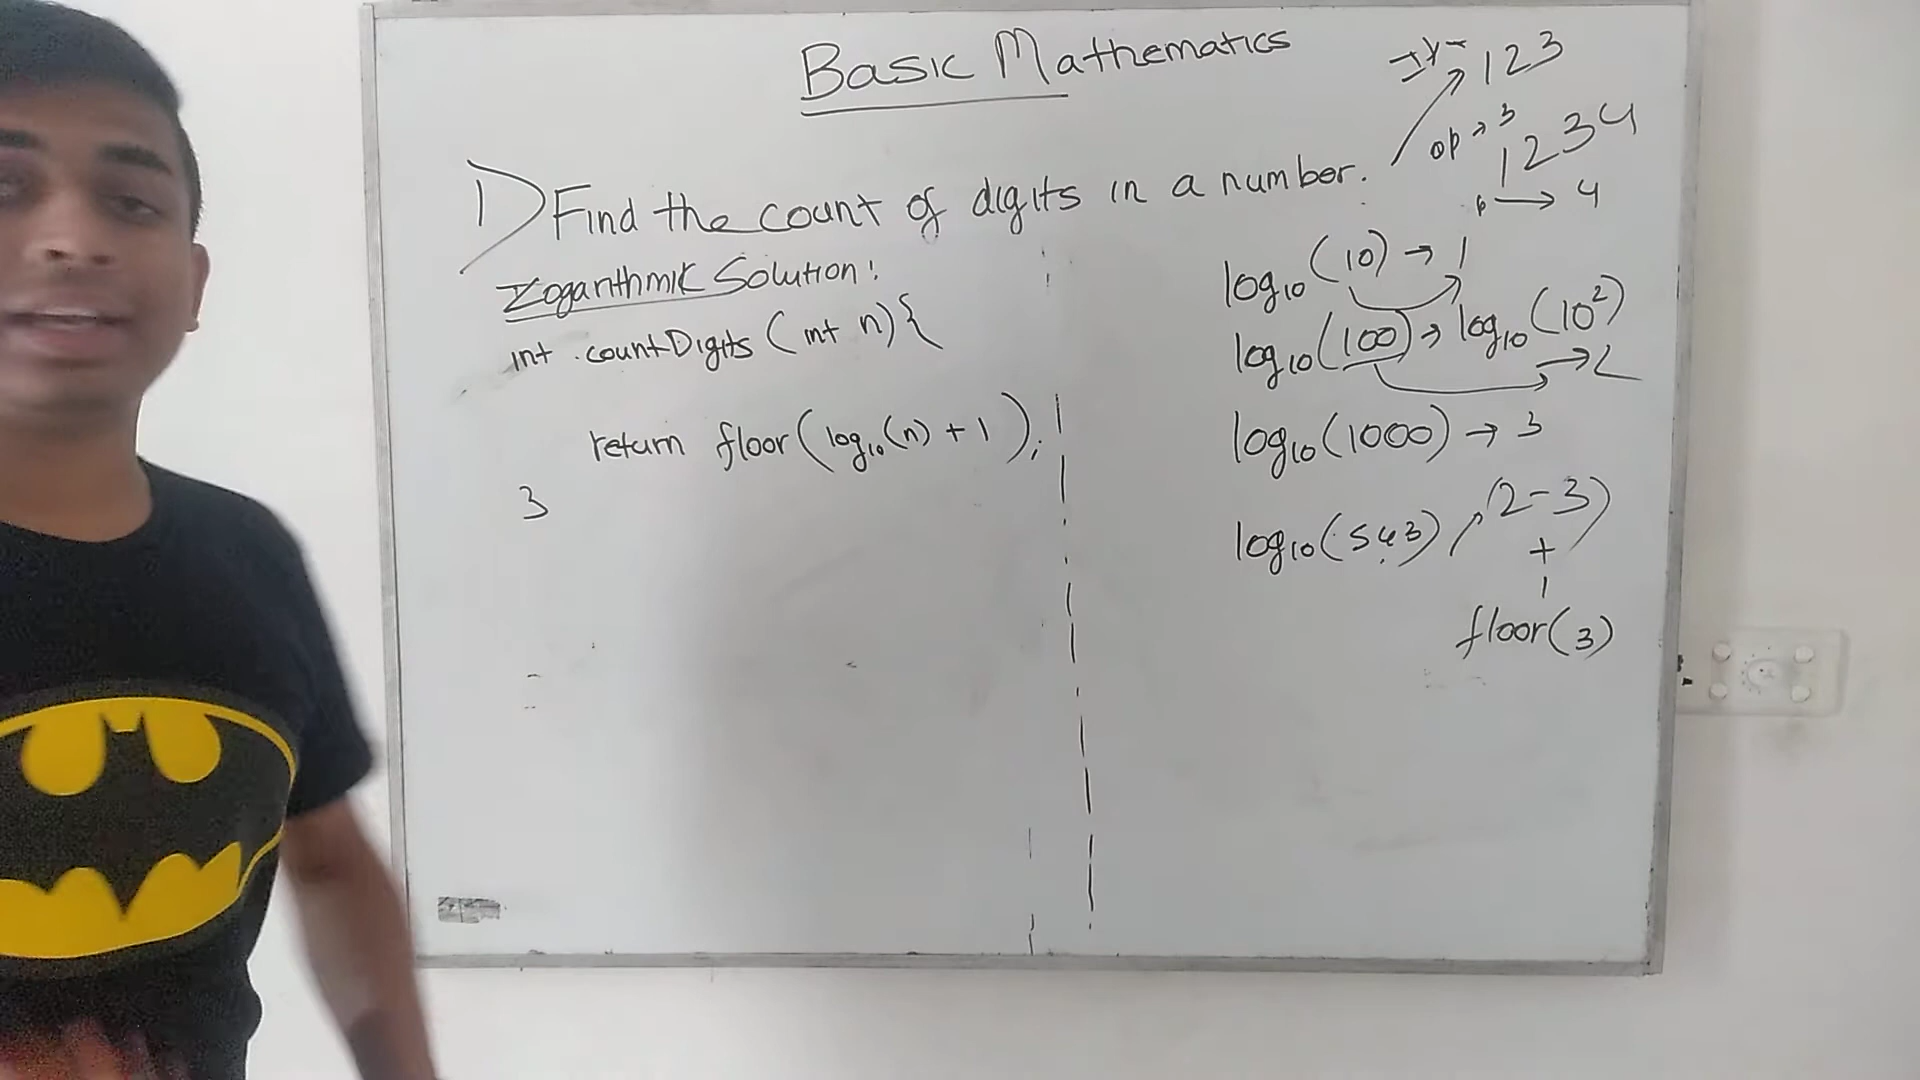 Basic Mathematics
1) Find the count of digits in a number.
Logarithmic Solution:
int countDigits (int n) {
return floor(log₁₀(n) + 1);
}
123
op → 3
1234
→ 4
log₁₀(10) → 1
log₁₀(100) → log₁₀(10²)
→ 2
log₁₀(1000) → 3
log₁₀(543) (2-3)
+
1
floor(3)